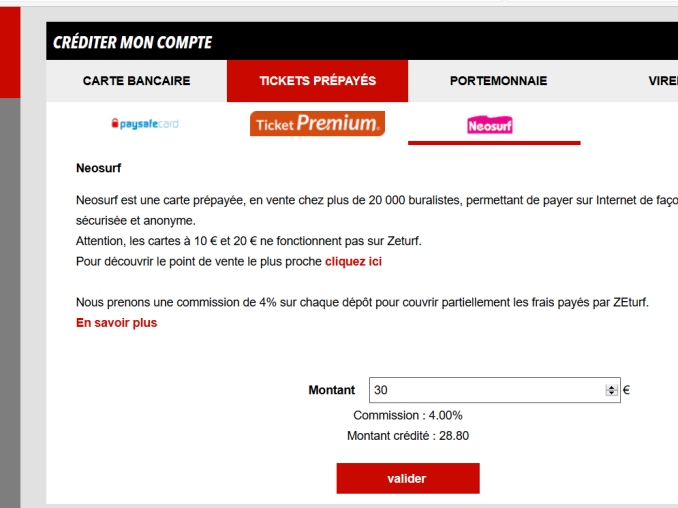 CRÉDITER MON COMPTE
CARTE BANCAIRE TICKETS PRÉPAYÉS PORTEMONNAIE
paysafecard Ticket Premium. Neosurf
Neosurf
Neosurf est une carte prépayée, en vente chez plus de 20 000 buralistes, permettant de payer sur Internet de faço
sécurisée et anonyme.
Attention, les cartes à 10 € et 20 € ne fonctionnent pas sur Zeturf.
Pour découvrir le point de vente le plus proche cliquez ici
Nous prenons une commission de 4% sur chaque dépôt pour couvrir partiellement les frais payés par ZEturf.
En savoir plus
Montant 30 €
Commission : 4.00%
Montant crédité : 28.80
valider